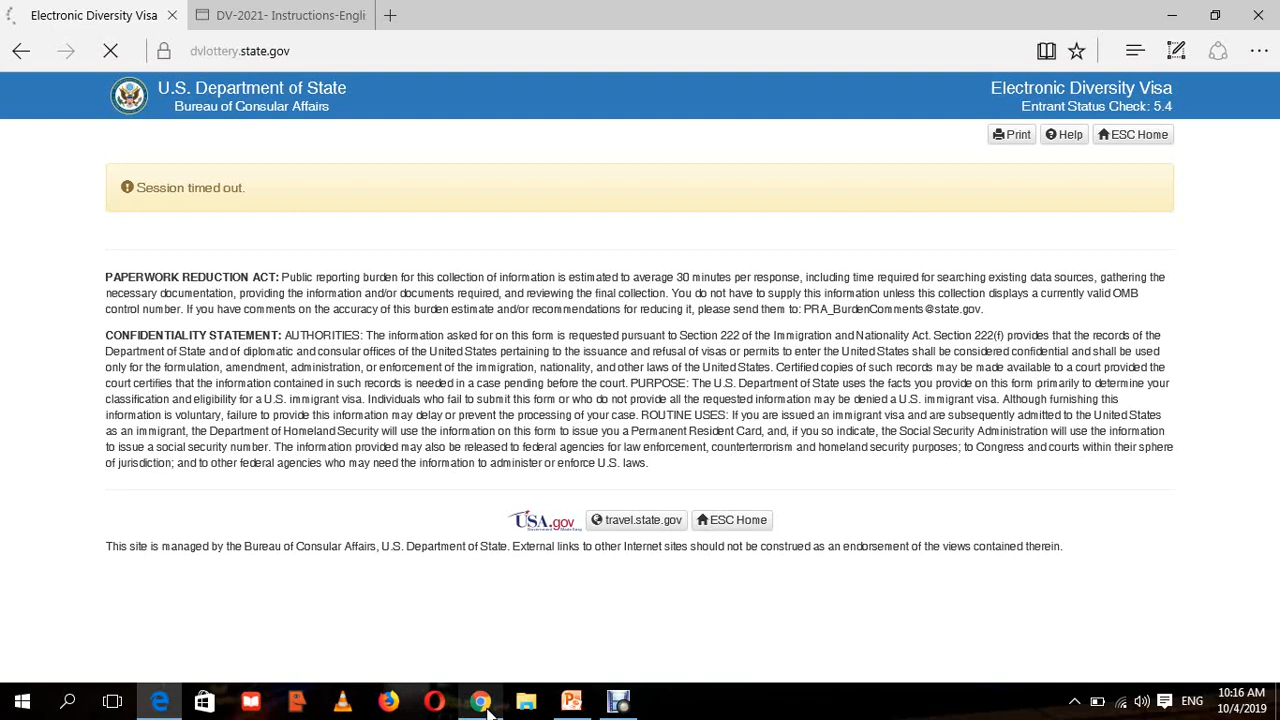 Electronic Diversity Visa
DV-2021- Instructions-Engli
dvlottery.state.gov
U.S. Department of State
Bureau of Consular Affairs
Electronic Diversity Visa
Entrant Status Check: 5.4
Print Help ESC Home
Session timed out.
PAPERWORK REDUCTION ACT: Public reporting burden for this collection of information is estimated to average 30 minutes per response, including time required for searching existing data sources, gathering the
necessary documentation, providing the information and/or documents required, and reviewing the final collection. You do not have to supply this information unless this collection displays a currently valid OMB
control number. If you have comments on the accuracy of this burden estimate and/or recommendations for reducing it, please send them to: PRA_BurdenComments@state.gov.
CONFIDENTIALITY STATEMENT: AUTHORITIES: The information asked for on this form is requested pursuant to Section 222 of the Immigration and Nationality Act. Section 222(f) provides that the records of the
Department of State and of diplomatic and consular offices of the United States pertaining to the issuance and refusal of visas or permits to enter the United States shall be considered confidential and shall be used
only for the formulation, amendment, administration, or enforcement of the immigration, nationality, and other laws of the United States. Certified copies of such records may be made available to a court provided the
court certifies that the information contained in such records is needed in a case pending before the court. PURPOSE: The U.S. Department of State uses the facts you provide on this form primarily to determine your
classification and eligibility for a U.S. immigrant visa. Individuals who fail to submit this form or who do not provide all the requested information may be denied a U.S. immigrant visa. Although furnishing this
information is voluntary, failure to provide this information may delay or prevent the processing of your case. ROUTINE USES: If you are issued an immigrant visa and are subsequently admitted to the United States
as an immigrant, the Department of Homeland Security will use the information on this form to issue you a Permanent Resident Card, and, if you so indicate, the Social Security Administration will use the information
to issue a social security number. The information provided may also be released to federal agencies for law enforcement, counterterrorism and homeland security purposes; to Congress and courts within their sphere
of jurisdiction; and to other federal agencies who may need the information to administer or enforce U.S. laws.
USA.gov travel.state.gov ESC Home
This site is managed by the Bureau of Consular Affairs, U.S. Department of State. External links to other Internet sites should not be construed as an endorsement of the views contained therein.
ENG
10:16 AM
10/4/2019